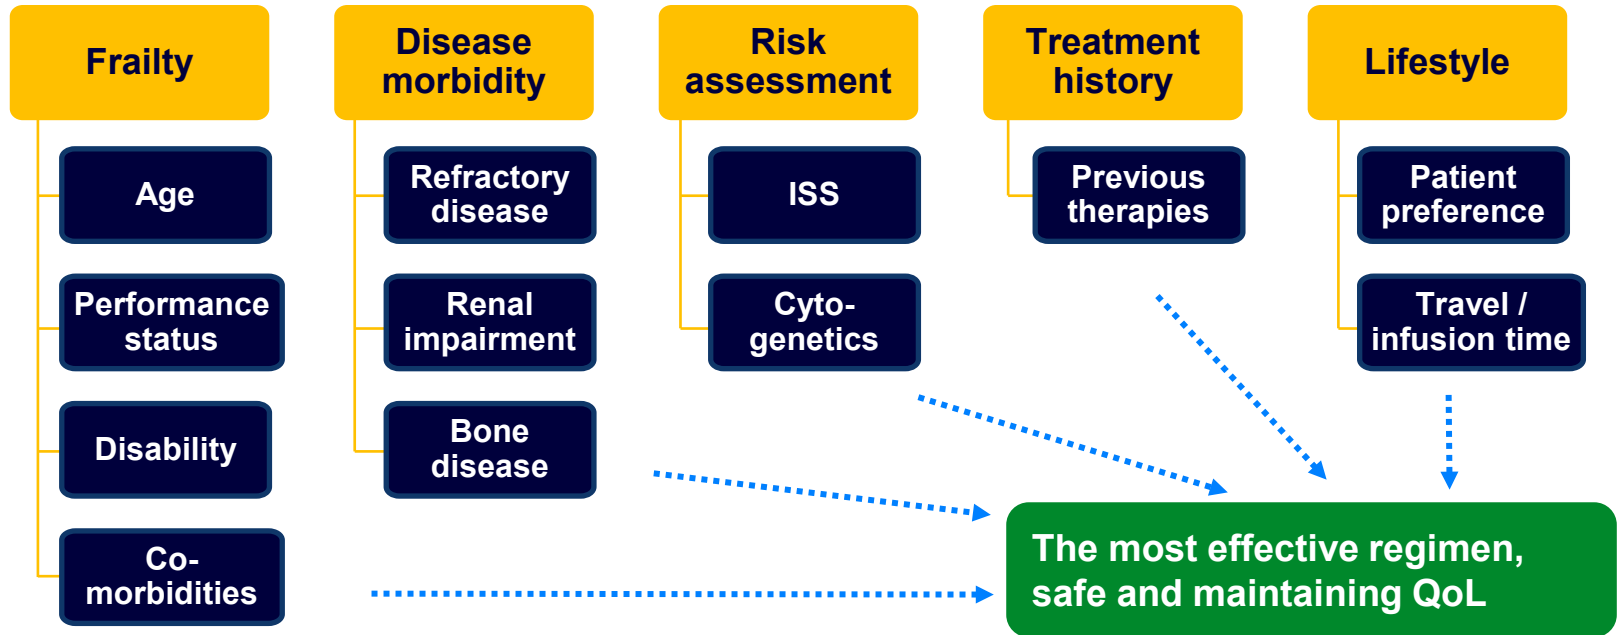 Frailty
Age
Performance
status
Disability
Co-
morbidities
Disease
morbidity
Refractory
disease
Renal
impairment
Bone
disease
Risk
assessment
ISS
Cyto-
genetics
Treatment
history
Previous
therapies
Lifestyle
Patient
preference
Travel /
infusion time
The most effective regimen,
safe and maintaining QoL